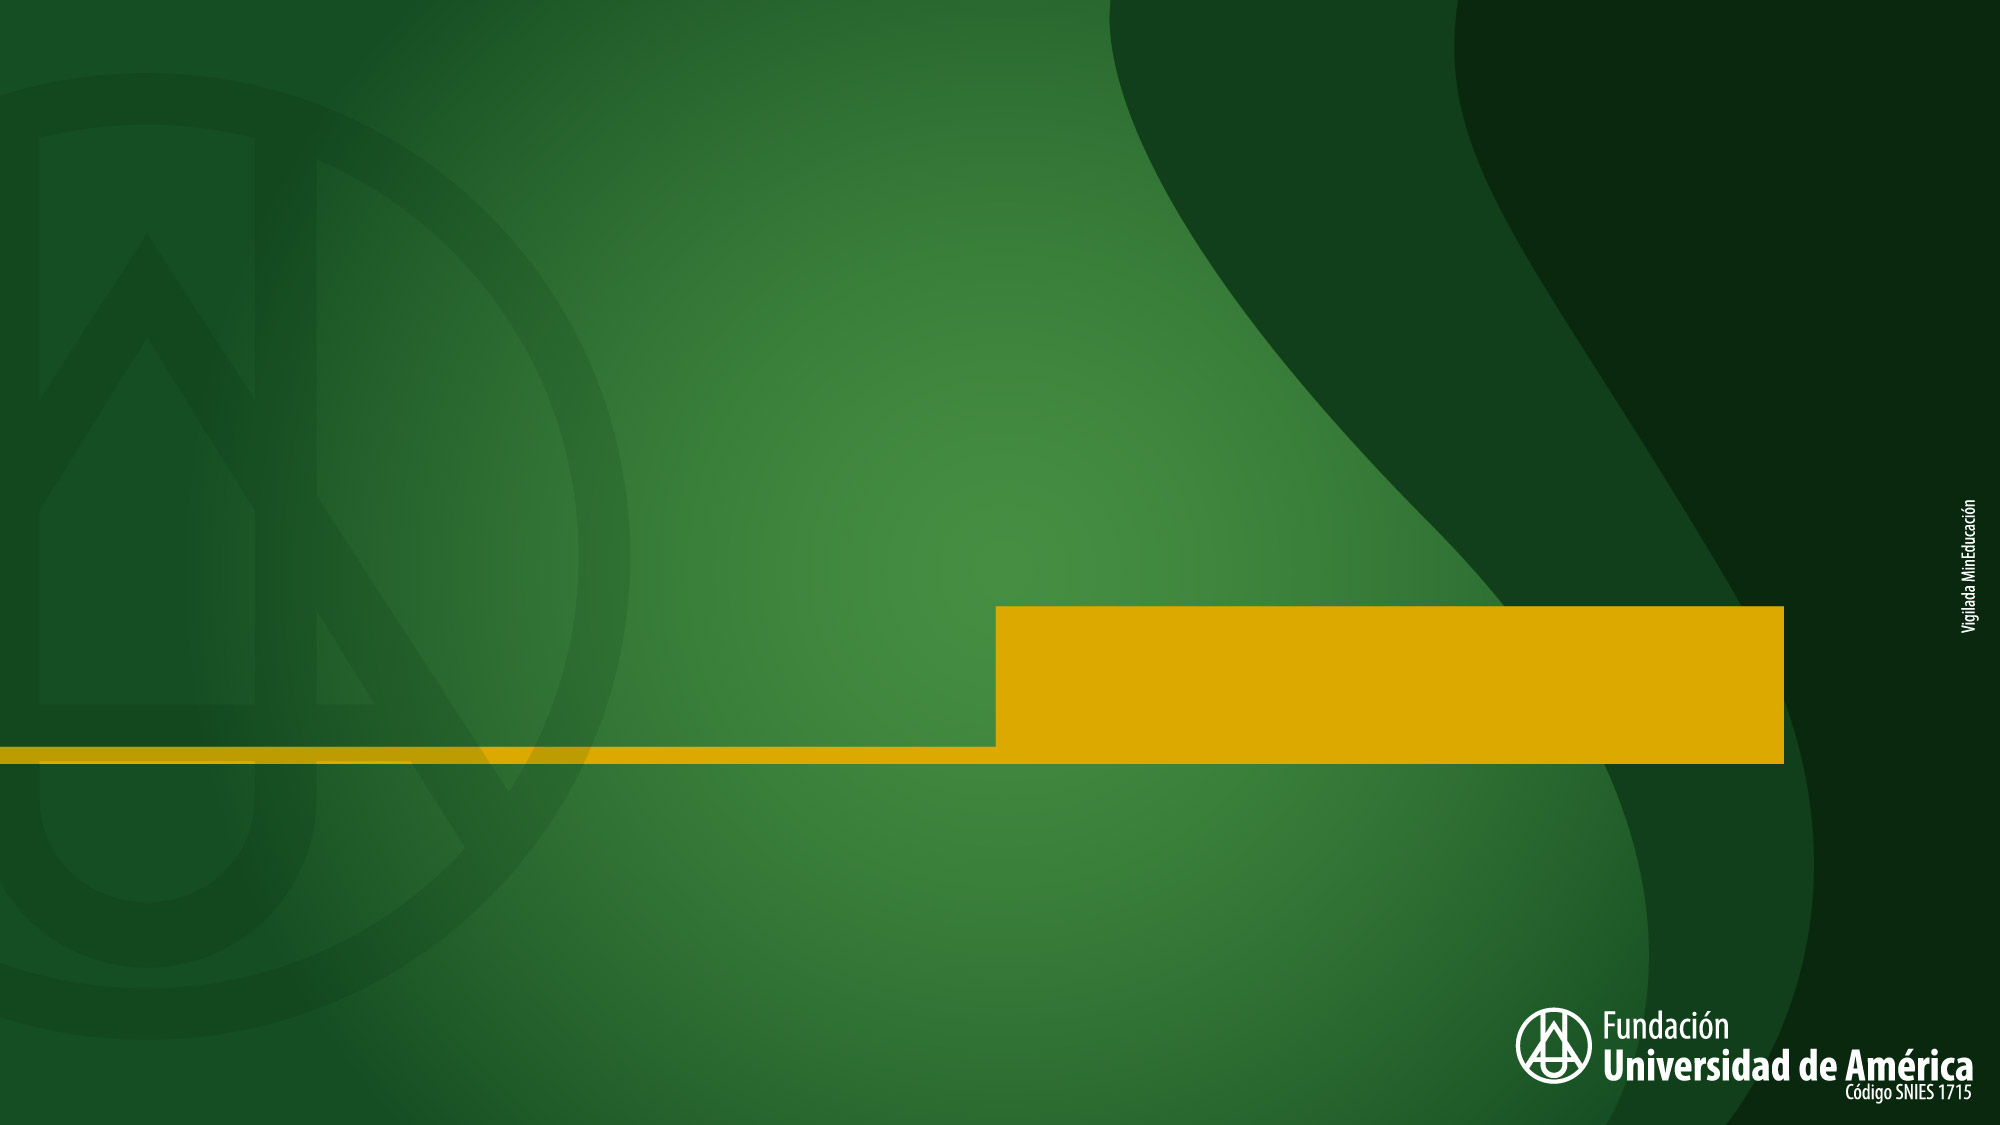 Vigilada MinEducación
Fundación
Universidad de América
Código SNIES 1715